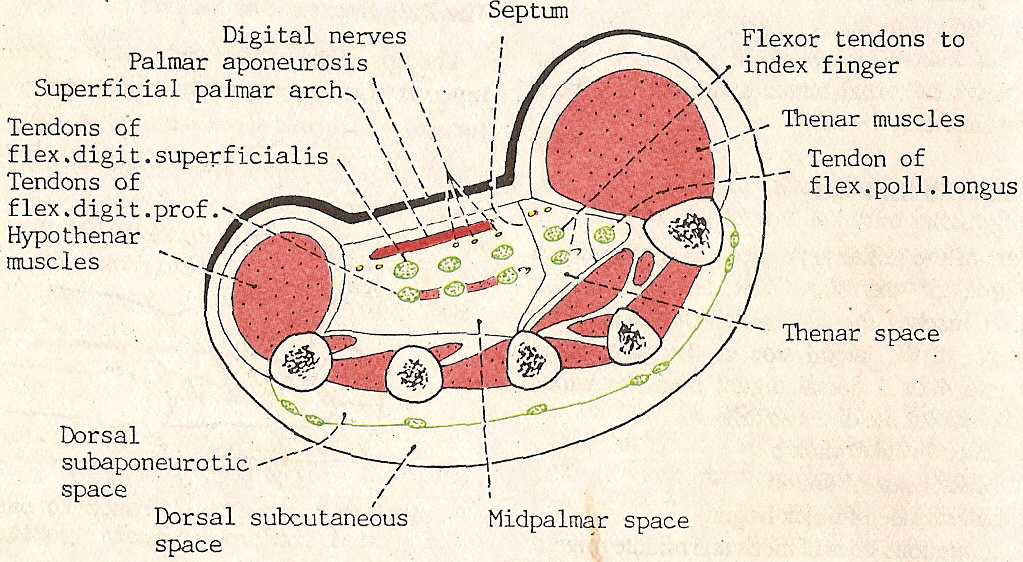 Septum
Digital nerves
Palmar aponeurosis
Superficial palmar arch
Tendons of
flex.digit.superficialis
Tendons of
flex.digit.prof.
Hypothenar
muscles
Flexor tendons to
index finger
Thenar muscles
Tendon of
flex.poll.longus
Thenar space
Dorsal
subaponeurotic
space
Dorsal subcutaneous
space
Midpalmar space